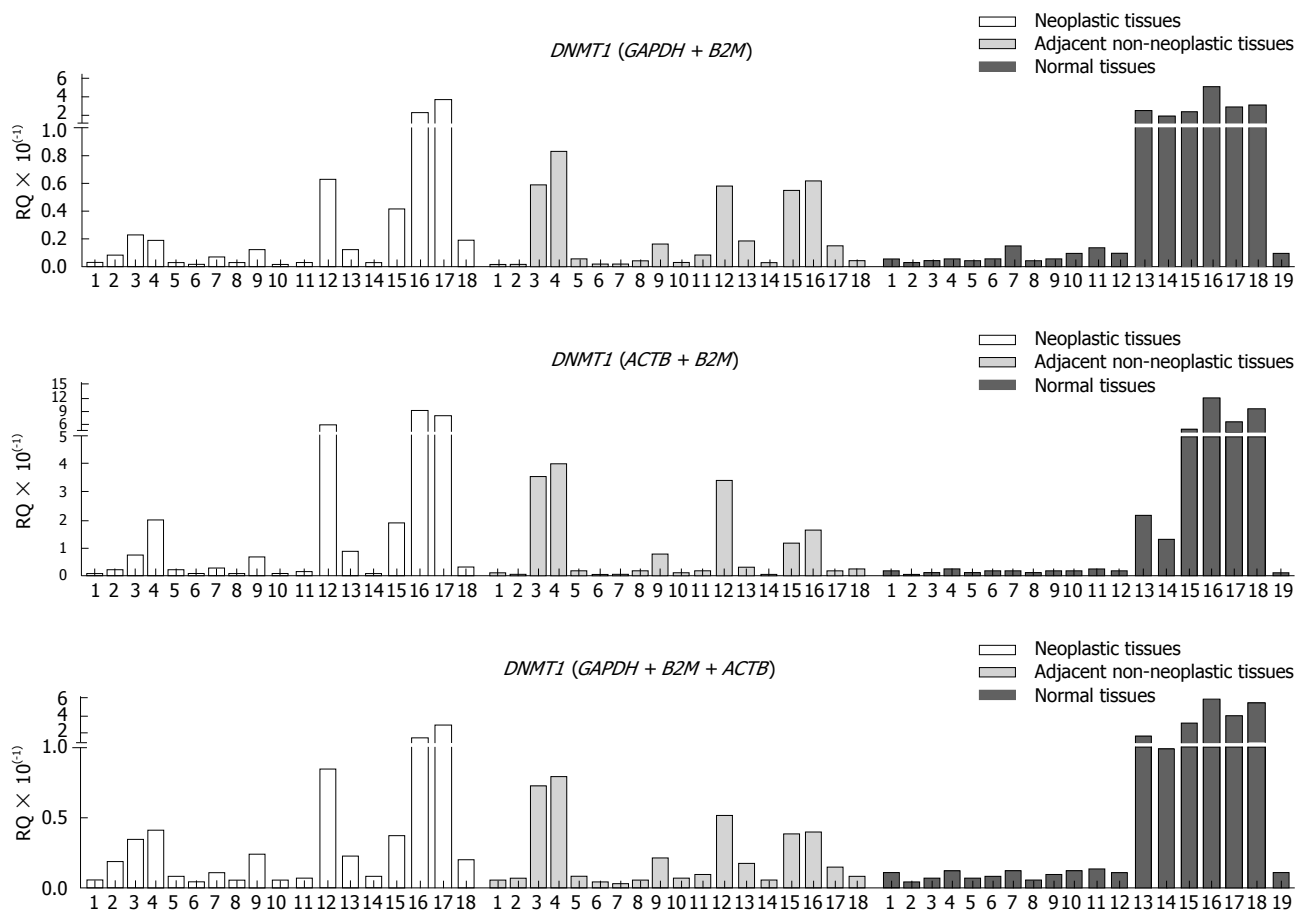 Neoplastic tissues
Adjacent non-neoplastic tissues
Normal tissues
DNMT1 (GAPDH + B2M)
RQ × 10(-1)
6
4
2
1.0
0.8
0.6
0.4
0.2
0.0
1 2 3 4 5 6 7 8 9 10 11 12 13 14 15 16 17 18 1 2 3 4 5 6 7 8 9 10 11 12 13 14 15 16 17 18 1 2 3 4 5 6 7 8 9 10 11 12 13 14 15 16 17 18 19
Neoplastic tissues
Adjacent non-neoplastic tissues
Normal tissues
DNMT1 (ACTB + B2M)
RQ × 10(-1)
15
12
9
6
5
4
3
2
1
0
1 2 3 4 5 6 7 8 9 10 11 12 13 14 15 16 17 18 1 2 3 4 5 6 7 8 9 10 11 12 13 14 15 16 17 18 1 2 3 4 5 6 7 8 9 10 11 12 13 14 15 16 17 18 19
Neoplastic tissues
Adjacent non-neoplastic tissues
Normal tissues
DNMT1 (GAPDH + B2M + ACTB)
RQ × 10(-1)
6
4
2
1.0
0.5
0.0
1 2 3 4 5 6 7 8 9 10 11 12 13 14 15 16 17 18 1 2 3 4 5 6 7 8 9 10 11 12 13 14 15 16 17 18 1 2 3 4 5 6 7 8 9 10 11 12 13 14 15 16 17 18 19